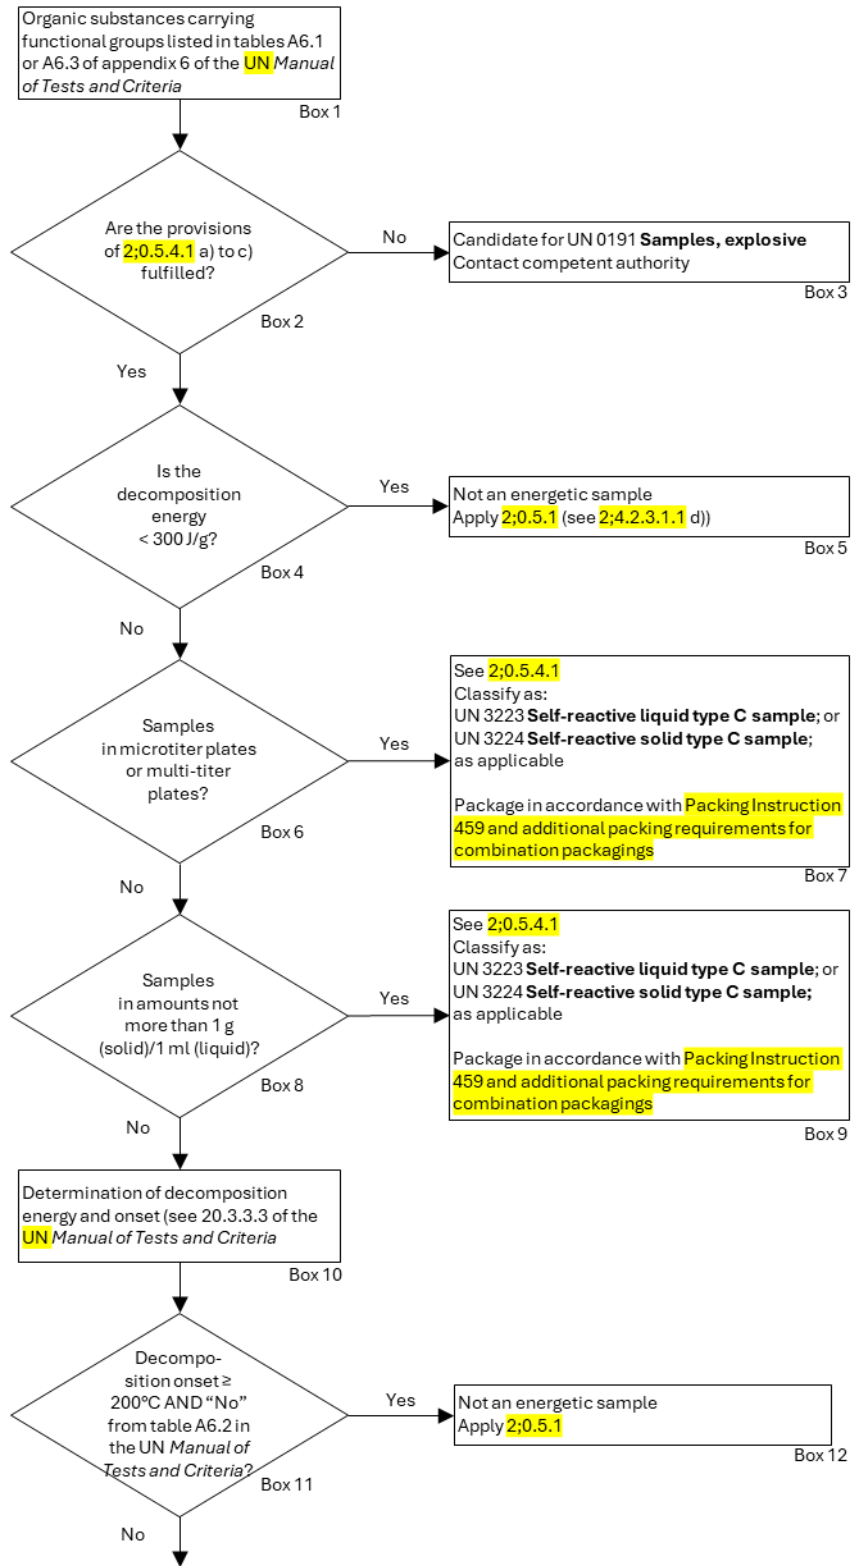 Organic substances carrying
functional groups listed in tables A6.1
or A6.3 of appendix 6 of the UN Manual
of Tests and Criteria
Box 1
Are the provisions
of 2;0.5.4.1 a) to c)
fulfilled?
Box 2
No
Candidate for UN 0191 Samples, explosive
Contact competent authority
Box 3
Yes
Is the
decomposition
energy
< 300 J/g?
Box 4
Yes
Not an energetic sample
Apply 2;0.5.1 (see 2;4.2.3.1.1 d))
Box 5
No
Samples
in microtiter plates
or multi-titer
plates?
Box 6
Yes
See 2;0.5.4.1
Classify as:
UN 3223 Self-reactive liquid type C sample; or
UN 3224 Self-reactive solid type C sample;
as applicable
Package in accordance with Packing Instruction
459 and additional packing requirements for
combination packagings
Box 7
No
Samples
in amounts not
more than 1 g
(solid)/1 ml (liquid)?
Box 8
Yes
See 2;0.5.4.1
Classify as:
UN 3223 Self-reactive liquid type C sample; or
UN 3224 Self-reactive solid type C sample;
as applicable
Package in accordance with Packing Instruction
459 and additional packing requirements for
combination packagings
Box 9
No
Determination of decomposition
energy and onset (see 20.3.3.3 of the
UN Manual of Tests and Criteria
Box 10
Decompo-
sition onset ≥
200°C AND “No”
from table A6.2 in
the UN Manual of
Tests and Criteria?
Box 11
Yes
Not an energetic sample
Apply 2;0.5.1
Box 12
No